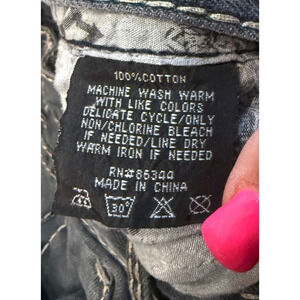 100%COTTON
MACHINE WASH WARM
WITH LIKE COLORS
DELICATE CYCLE/ONLY
NON/CHLORINE BLEACH
IF NEEDED/LINE DRY
WARM IRON IF NEEDED
RN#86344
MADE IN CHINA
30°